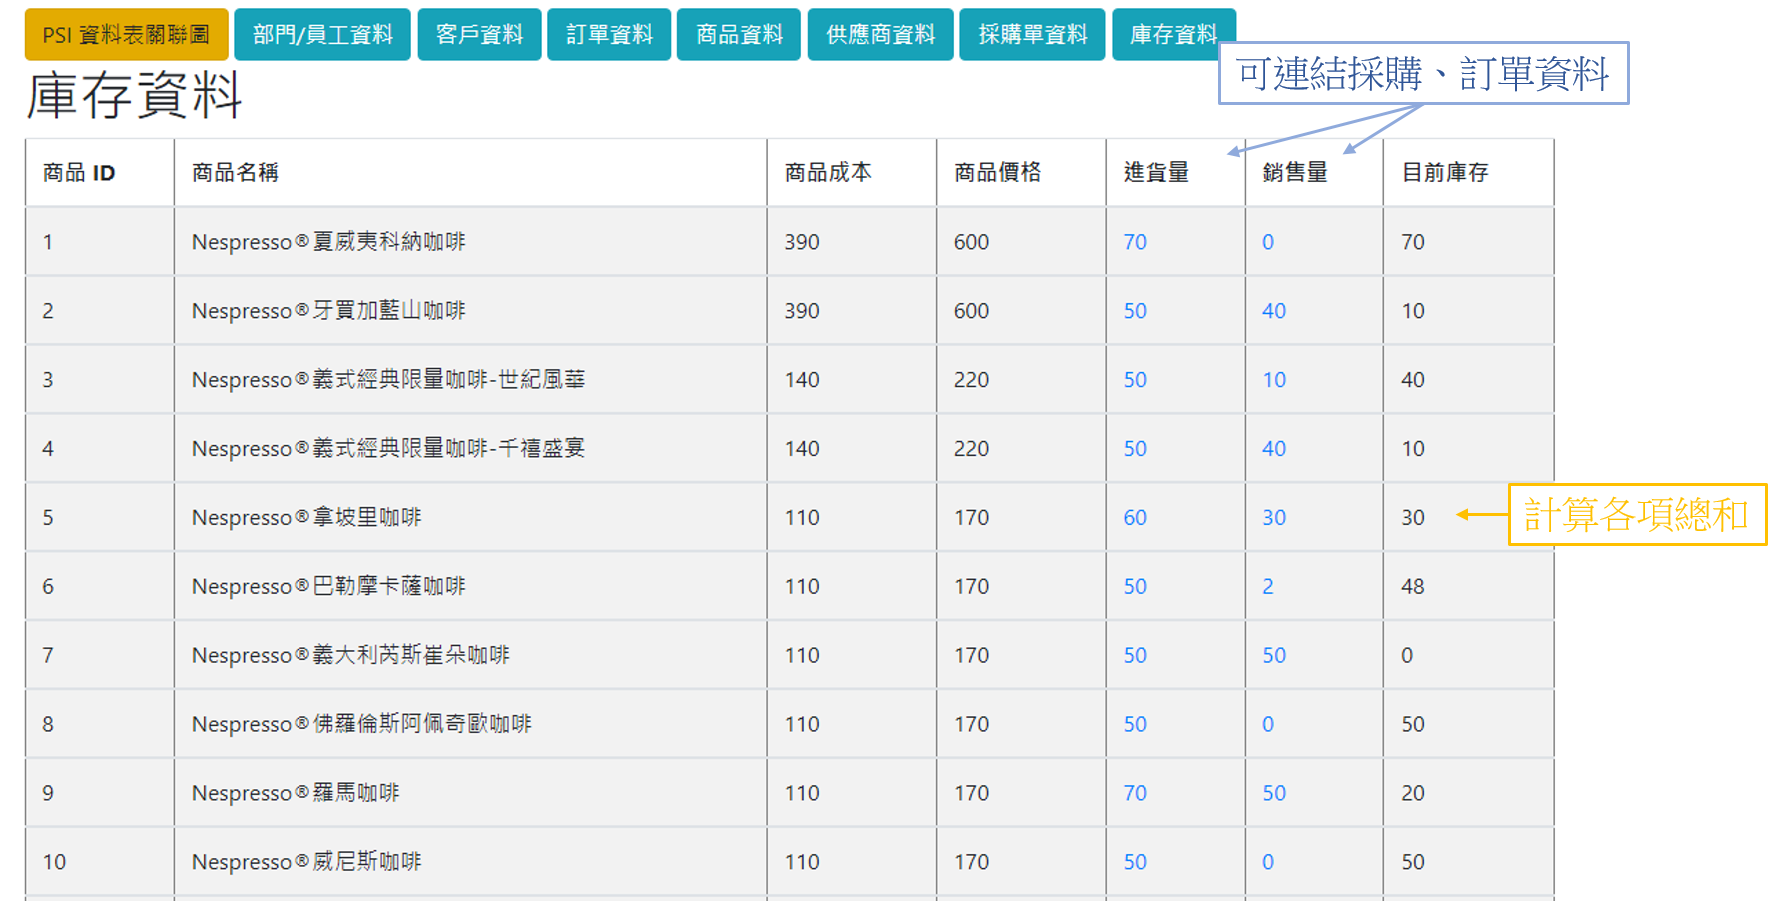 PSI 資料表關聯圖 部門/員工資料 客戶資料 訂單資料 商品資料 供應商資料 採購單資料 庫存資料
可連結採購、訂單資料
庫存資料
商品 ID 商品名稱 商品成本 商品價格 進貨量 銷售量 目前庫存
1 Nespresso®夏威夷科納咖啡 390 600 70 0 70
2 Nespresso®牙買加藍山咖啡 390 600 50 40 10
3 Nespresso®義式經典限量咖啡-世紀風華 140 220 50 10 40
4 Nespresso®義式經典限量咖啡-千禧盛宴 140 220 50 40 10
5 Nespresso®拿坡里咖啡 110 170 60 30 30 計算各項總和
6 Nespresso®巴勒摩卡薩咖啡 110 170 50 2 48
7 Nespresso®義大利芮斯崔朵咖啡 110 170 50 50 0
8 Nespresso®佛羅倫斯阿佩奇歐咖啡 110 170 50 0 50
9 Nespresso®羅馬咖啡 110 170 70 50 20
10 Nespresso®威尼斯咖啡 110 170 50 0 50